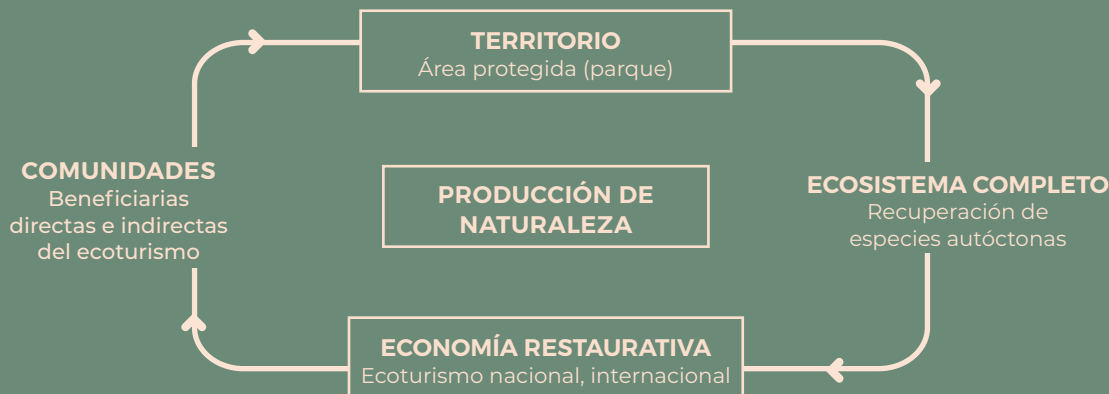 TERRITORIO
Área protegida (parque)
COMUNIDADES
Beneficiarias
directas e indirectas
del ecoturismo
PRODUCCIÓN DE
NATURALEZA
ECOSISTEMA COMPLETO
Recuperación de
especies autóctonas
ECONOMÍA RESTAURATIVA
Ecoturismo nacional, internacional